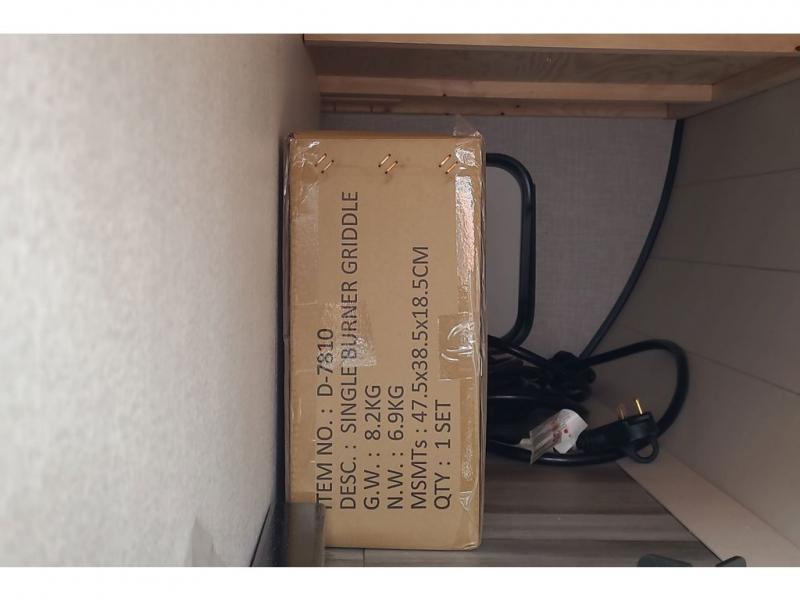 ITEM NO. : D-7810
DESC. : SINGLE BURNER GRIDDLE
G.W. : 8.2KG
N.W. : 6.9KG
MSMTs : 47.5x38.5x18.5CM
QTY : 1 SET